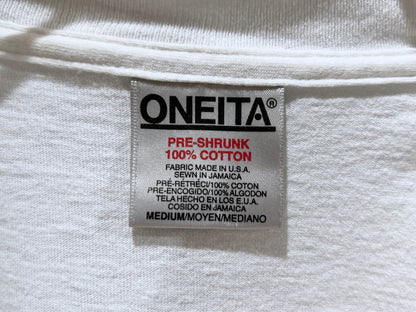 ONEITA®
PRE-SHRUNK
100% COTTON
FABRIC MADE IN U.S.A.
SEWN IN JAMAICA
PRÉ-RÉTRÉCI/100% COTON
PRE-ENCOGIDO/100% ALGODON
TELA HECHO EN LOS E.U.A.
COSIDO EN JAMAICA
MEDIUM/MOYEN/MEDIANO